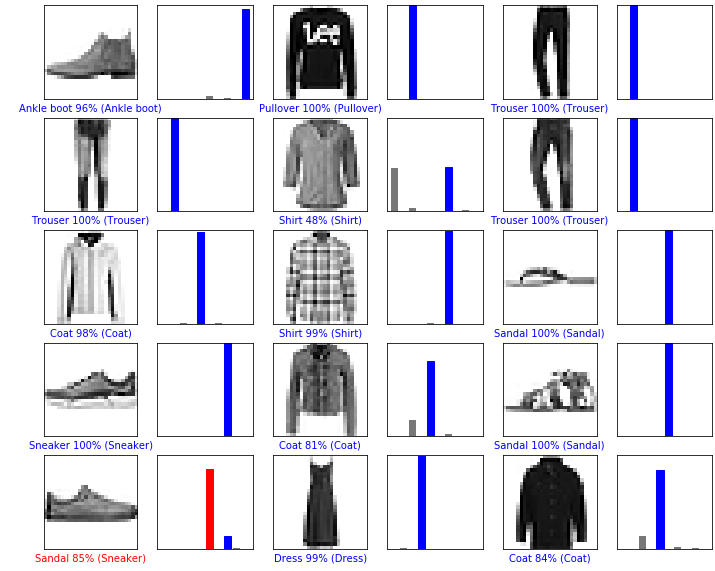 Lee
Ankle boot 96% (Ankle boot)
Pullover 100% (Pullover)
Trouser 100% (Trouser)
Trouser 100% (Trouser)
Shirt 48% (Shirt)
Trouser 100% (Trouser)
Coat 98% (Coat)
Shirt 99% (Shirt)
Sandal 100% (Sandal)
Sneaker 100% (Sneaker)
Coat 81% (Coat)
Sandal 100% (Sandal)
Sandal 85% (Sneaker)
Dress 99% (Dress)
Coat 84% (Coat)